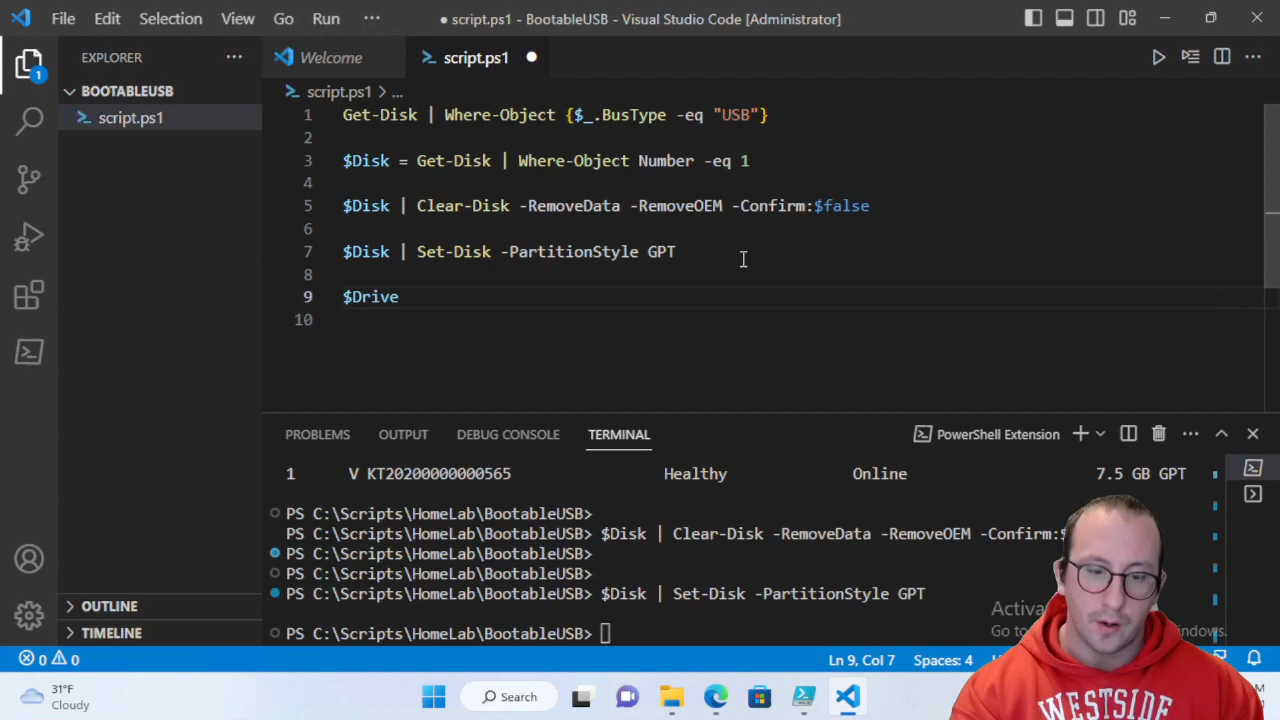 File Edit Selection View Go Run ···
● script.ps1 - BootableUSB - Visual Studio Code [Administrator]
EXPLORER ···
Welcome
script.ps1 ●
BOOTABLEUSB
script.ps1
script.ps1 > ...
1 Get-Disk | Where-Object {$_.BusType -eq "USB"}
2
3 $Disk = Get-Disk | Where-Object Number -eq 1
4
5 $Disk | Clear-Disk -RemoveData -RemoveOEM -Confirm:$false
6
7 $Disk | Set-Disk -PartitionStyle GPT
8
9 $Drive
10
1
PROBLEMS OUTPUT DEBUG CONSOLE TERMINAL
PowerShell Extension
1 V KT20200000000565 Healthy Online 7.5 GB GPT
PS C:\Scripts\HomeLab\BootableUSB>
PS C:\Scripts\HomeLab\BootableUSB> $Disk | Clear-Disk -RemoveData -RemoveOEM -Confirm:
PS C:\Scripts\HomeLab\BootableUSB>
PS C:\Scripts\HomeLab\BootableUSB>
PS C:\Scripts\HomeLab\BootableUSB> $Disk | Set-Disk -PartitionStyle GPT
PS C:\Scripts\HomeLab\BootableUSB>
OUTLINE
TIMELINE
0 0
Ln 9, Col 7 Spaces: 4
31°F
Cloudy
Search
WESTSIDE